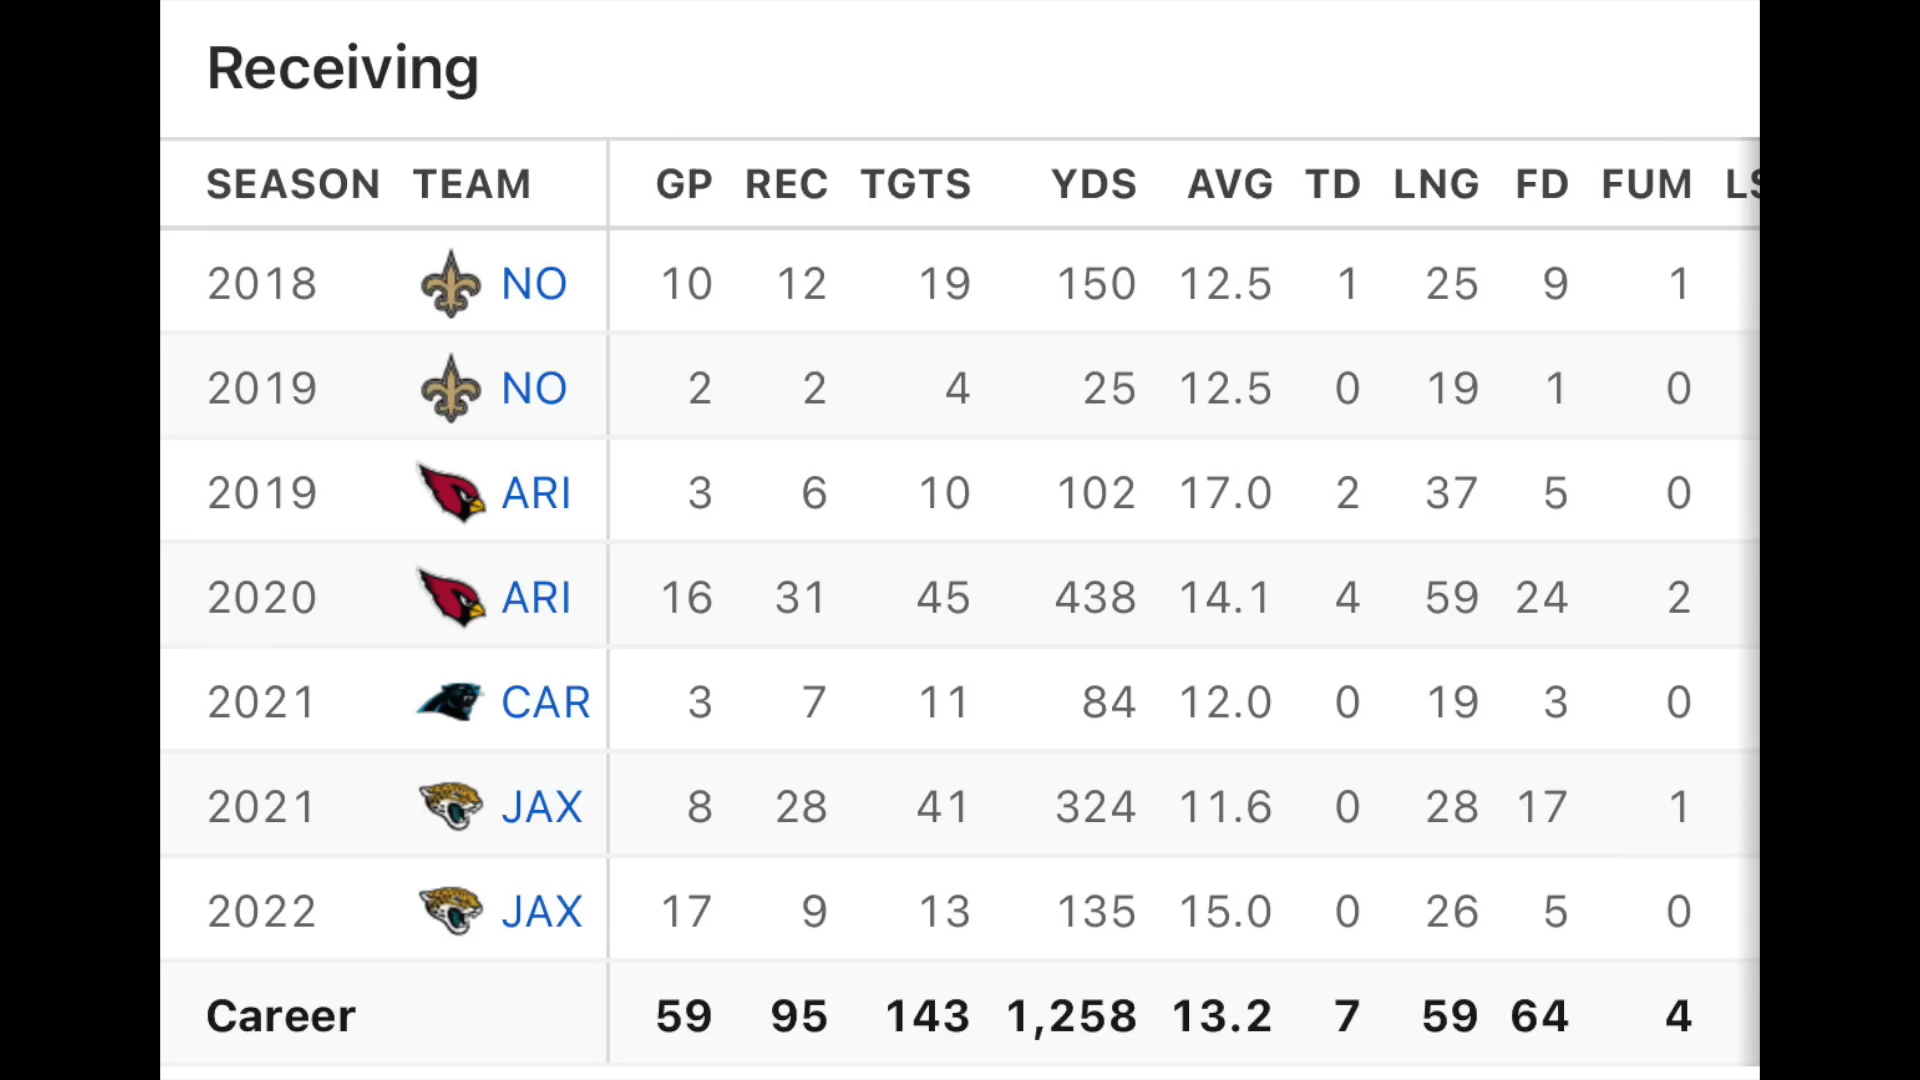 Receiving
SEASON TEAM GP REC TGTS YDS AVG TD LNG FD FUM LS
2018 NO 10 12 19 150 12.5 1 25 9 1
2019 NO 2 2 4 25 12.5 0 19 1 0
2019 ARI 3 6 10 102 17.0 2 37 5 0
2020 ARI 16 31 45 438 14.1 4 59 24 2
2021 CAR 3 7 11 84 12.0 0 19 3 0
2021 JAX 8 28 41 324 11.6 0 28 17 1
2022 JAX 17 9 13 135 15.0 0 26 5 0
Career 59 95 143 1,258 13.2 7 59 64 4